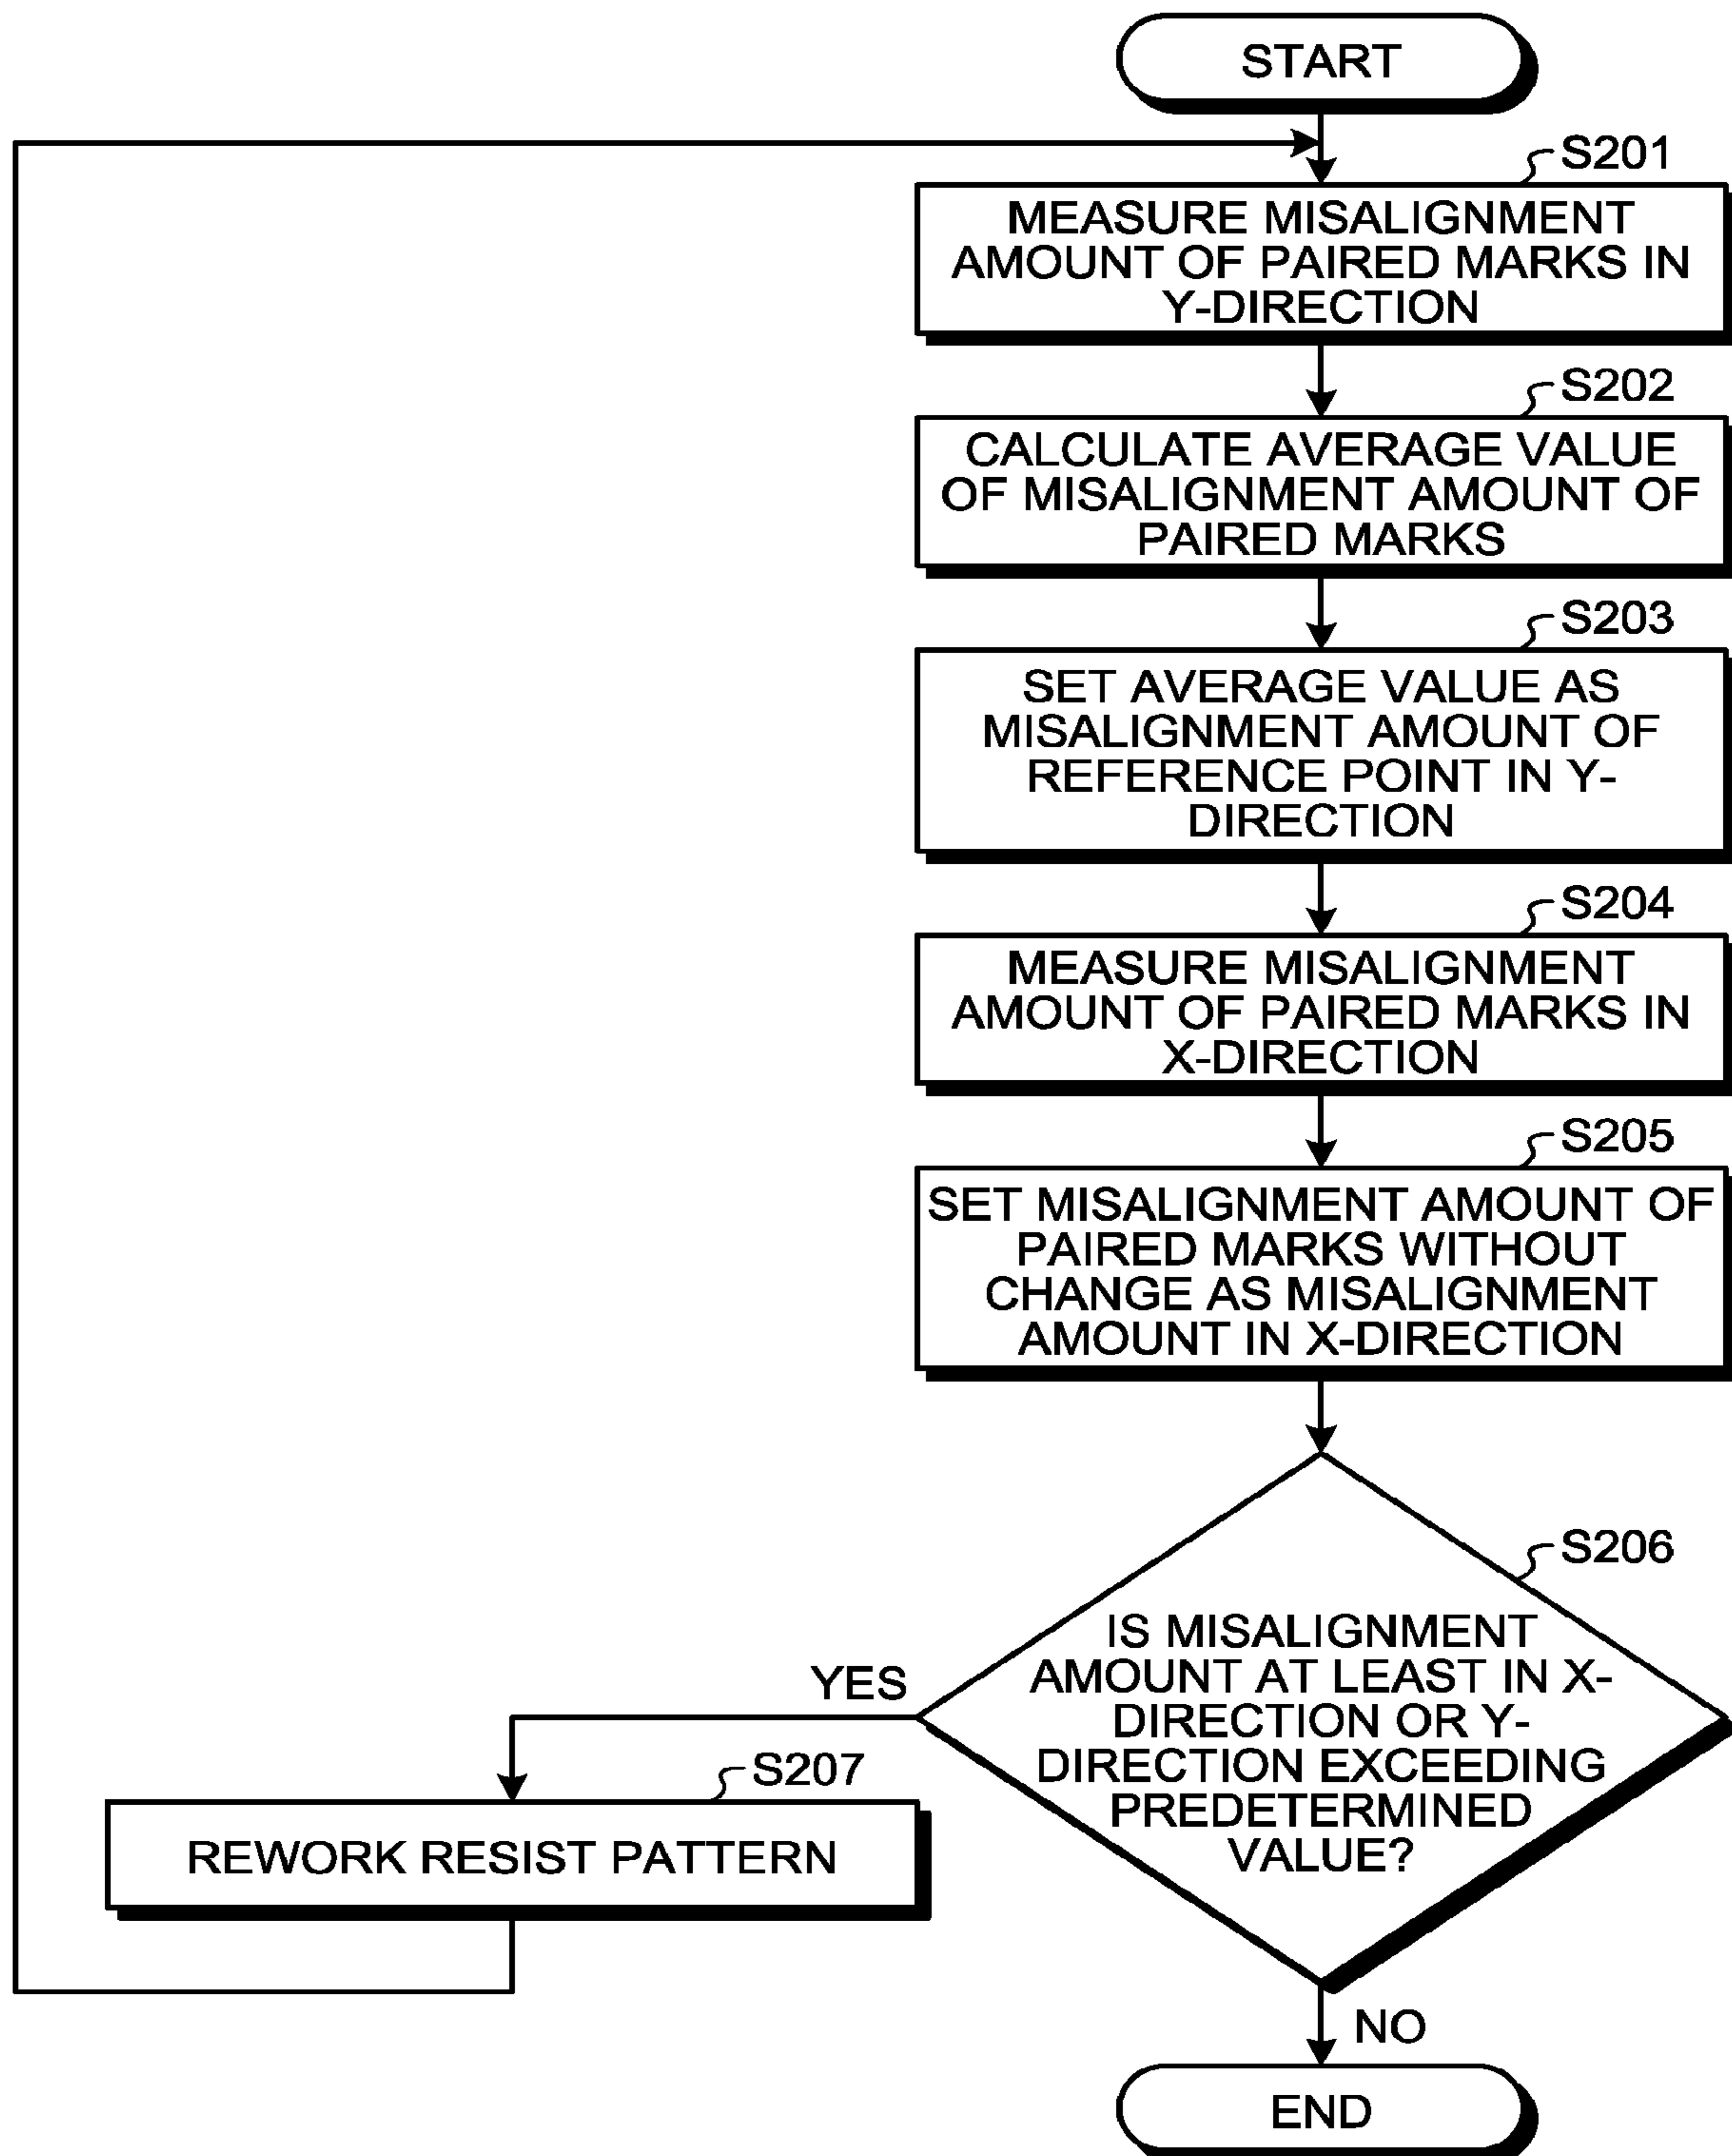 START
S201
MEASURE MISALIGNMENT
AMOUNT OF PAIRED MARKS IN
Y-DIRECTION
S202
CALCULATE AVERAGE VALUE
OF MISALIGNMENT AMOUNT OF
PAIRED MARKS
S203
SET AVERAGE VALUE AS
MISALIGNMENT AMOUNT OF
REFERENCE POINT IN Y-
DIRECTION
S204
MEASURE MISALIGNMENT
AMOUNT OF PAIRED MARKS IN
X-DIRECTION
S205
SET MISALIGNMENT AMOUNT OF
PAIRED MARKS WITHOUT
CHANGE AS MISALIGNMENT
AMOUNT IN X-DIRECTION
S206
IS MISALIGNMENT
AMOUNT AT LEAST IN X-
DIRECTION OR Y-
DIRECTION EXCEEDING
PREDETERMINED
VALUE?
YES
S207
REWORK RESIST PATTERN
NO
END